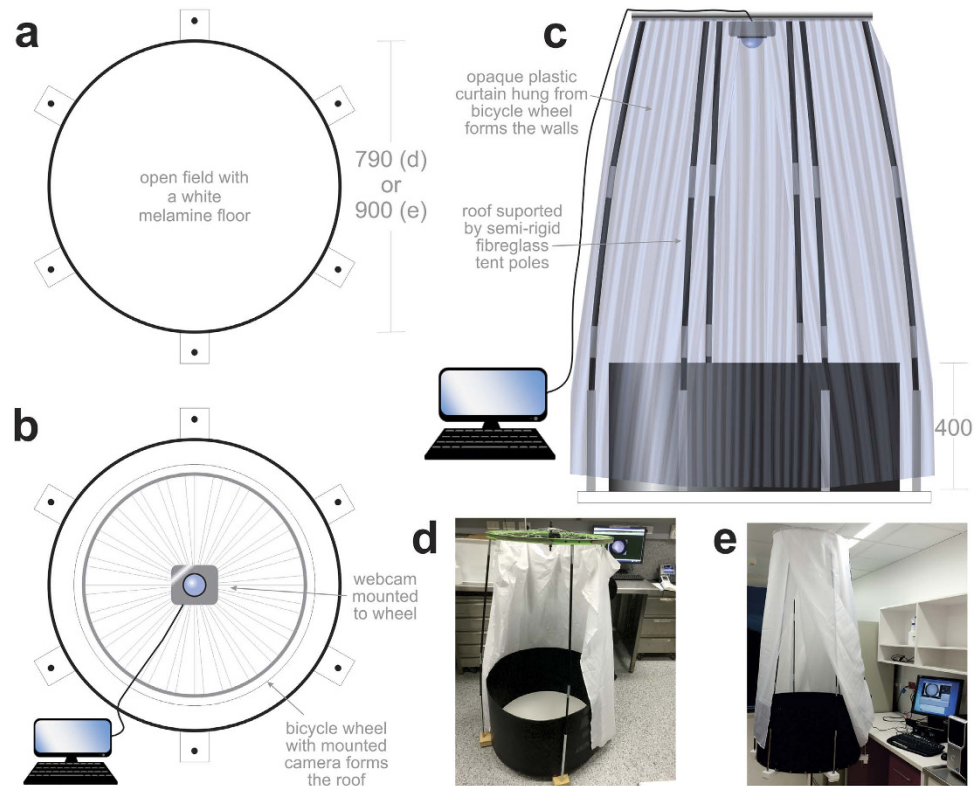 a
open field with
a white
melamine floor
790 (d)
or
900 (e)
b
webcam
mounted
to wheel
bicycle wheel
with mounted
camera forms
the roof
c
opaque plastic
curtain hung from
bicycle wheel
forms the walls
roof suported
by semi-rigid
fibreglass
tent poles
400
d
e